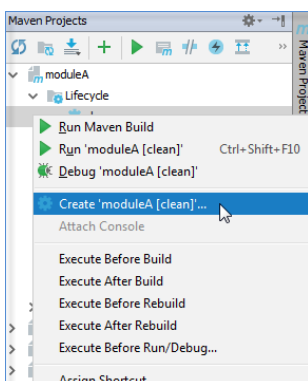 Maven Projects
moduleA
Lifecycle
Run Maven Build
Run 'moduleA [clean]' Ctrl+Shift+F10
Debug 'moduleA [clean]'
Create 'moduleA [clean]'...
Attach Console
Execute Before Build
Execute After Build
Execute Before Rebuild
Execute After Rebuild
Execute Before Run/Debug...
Assign Shortcut
Maven Project